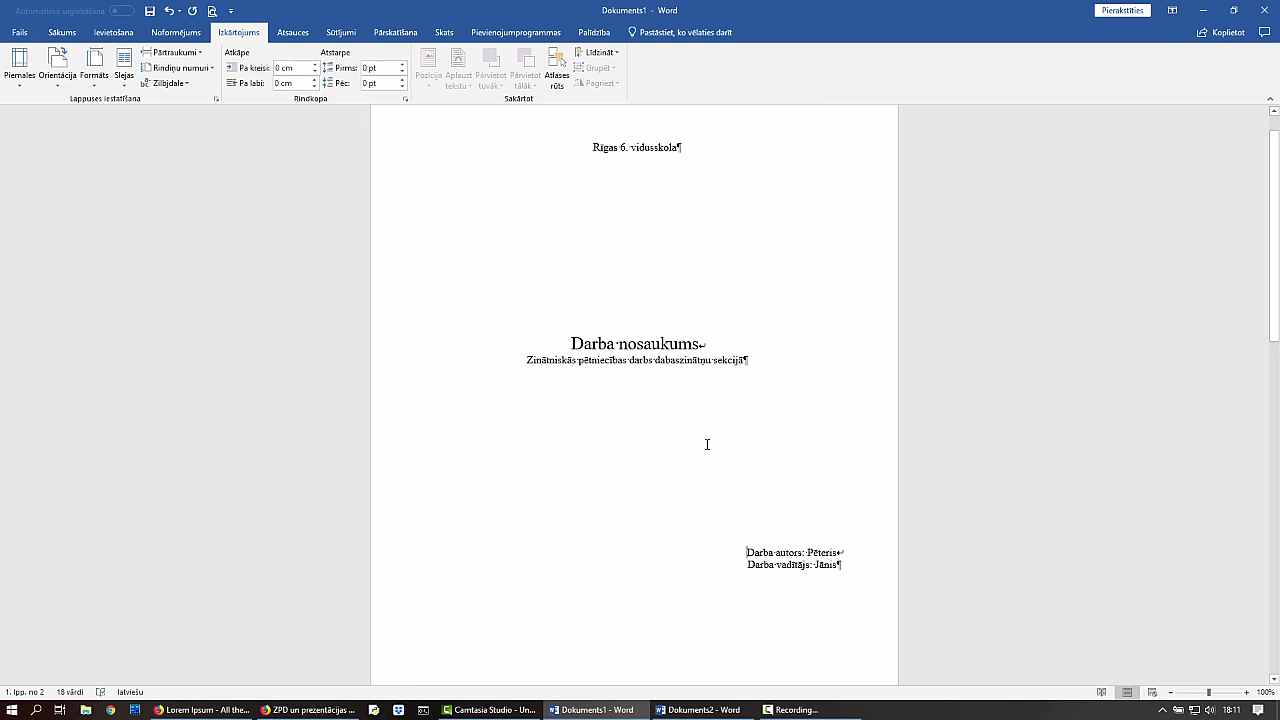 Automātiskā saglabāšana
Dokuments1 - Word
Pierakstīties
Fails Sākums Ievietošana Noformējums Izkārtojums Atsauces Sūtījumi Pārskatīšana Skats Pievienojumprogrammas Palīdzība Pastāstiet, ko vēlaties darīt Kopīgot
Piemales
Orientācija
Formāts
Slejas
Pārtraukumi
Rindiņu numuri
Zilbjdale
Lappuses iestatīšana
Atkāpe
Pa kreisi: 0 cm
Pa labi: 0 cm
Atstarpe
Pirms: 0 pt
Pēc: 0 pt
Rindkopa
Pozīcija
Aplauzt tekstu
Pārvietot tuvāk
Pārvietot tālāk
Atlases rūts
Līdzināt
Grupēt
Pagriezt
Sakārtot
Rīgas·6.·vidusskola¶
Darba·nosaukums↵
Zinātniskās·pētniecības·darbs·dabaszinātņu·sekcijā¶
Darba·autors:·Pēteris↵
Darba·vadītājs:·Jānis¶
1. lpp. no 2 18 vārdi latviešu 100%
Lorem Ipsum - All the...
ZPD un prezentācijas ...
Camtasia Studio - Un...
Dokuments1 - Word
Dokuments2 - Word
Recording...
18:11